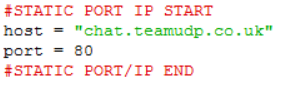 #STATIC PORT IP START
host = "chat.teamudp.co.uk"
port = 80
#STATIC PORT/IP END